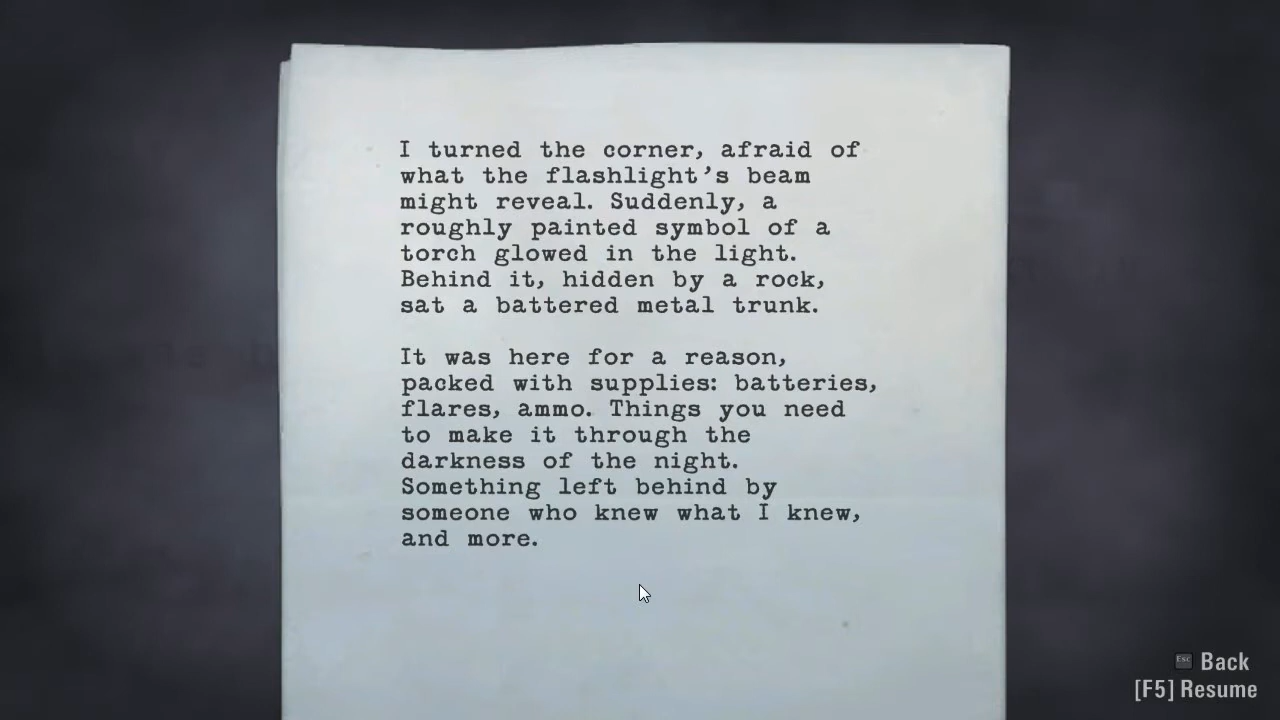 I turned the corner, afraid of
what the flashlight's beam
might reveal. Suddenly, a
roughly painted symbol of a
torch glowed in the light.
Behind it, hidden by a rock,
sat a battered metal trunk.
It was here for a reason,
packed with supplies: batteries,
flares, ammo. Things you need
to make it through the
darkness of the night.
Something left behind by
someone who knew what I knew,
and more.
Esc Back
[F5] Resume